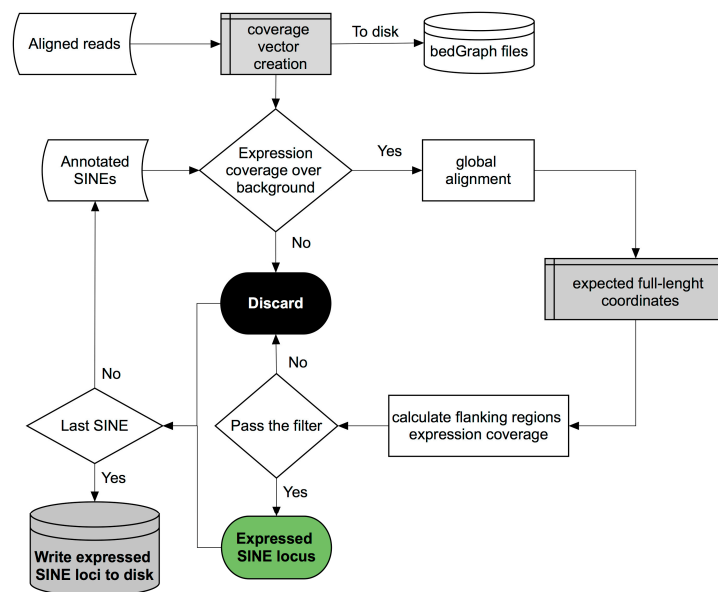 Aligned reads
coverage
vector
creation
To disk
bedGraph files
Annotated
SINEs
Expression
coverage over
background
Yes
global
alignment
No
expected full-lenght
coordinates
Discard
No
No
Last SINE
Pass the filter
calculate flanking regions
expression coverage
Yes
Yes
Write expressed
SINE loci to disk
Expressed
SINE locus